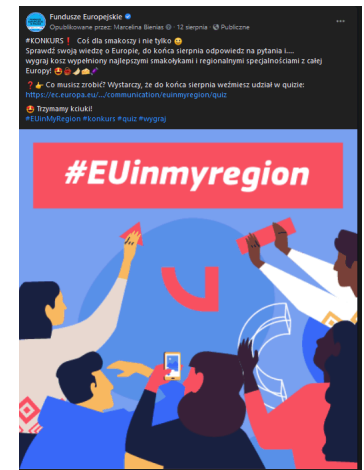 Fundusze Europejskie
Opublikowane przez: Marcelina Bienias · 12 sierpnia · Publiczne
#KONKURS❗ Coś dla smakoszy i nie tylko 😀
Sprawdź swoją wiedzę o Europie, do końca sierpnia odpowiedz na pytania i....
wygraj kosz wypełniony najlepszymi smakołykami i regionalnymi specjalnościami z całej
Europy!
❓👉 Co musisz zrobić? Wystarczy, że do końca sierpnia weźmiesz udział w quizie:
https://ec.europa.eu/.../communication/euinmyregion/quiz
Trzymamy kciuki!
#EUinMyRegion #konkurs #quiz #wygraj
#EUinmyregion